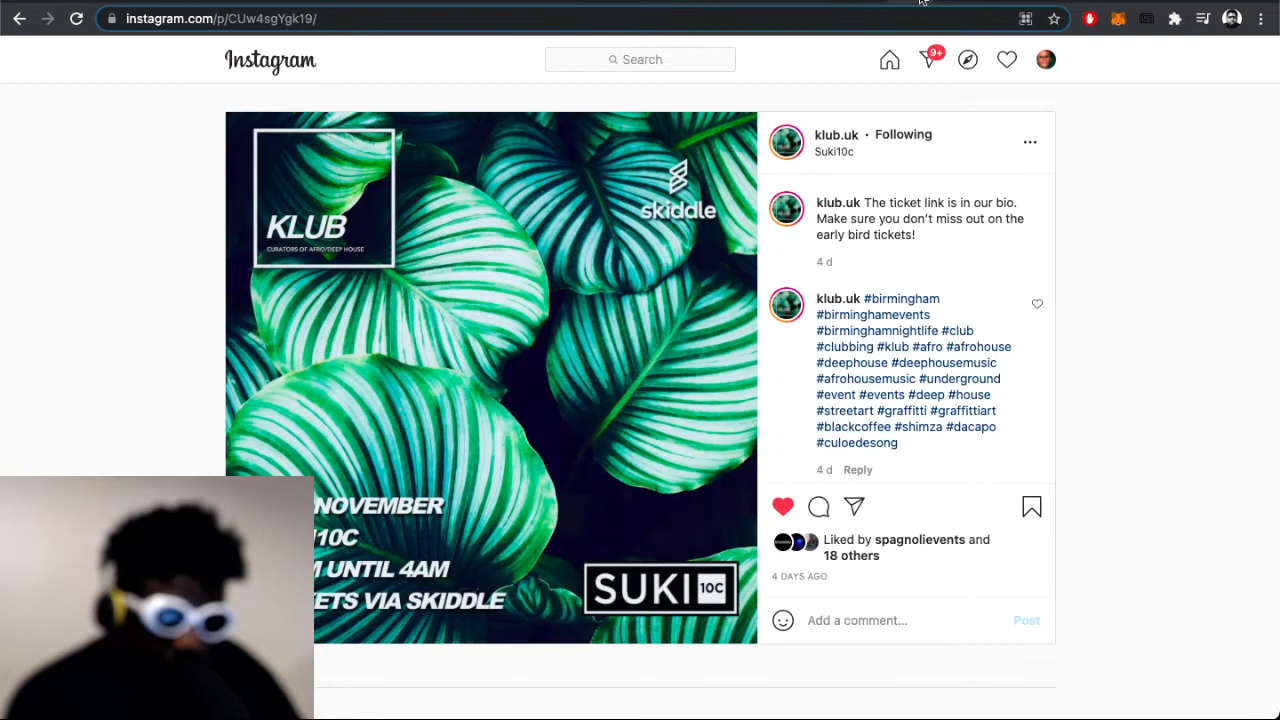 instagram.com/p/CUw4sgYgk19/
Instagram
Search
9+
KLUB
CURATORS OF AFRO/DEEP HOUSE
skiddle
NOVEMBER
10C
UNTIL 4AM
VIA SKIDDLE
SUKI 10C
klub.uk • Following
Suki10c
klub.uk The ticket link is in our bio.
Make sure you don’t miss out on the
early bird tickets!
4 d
klub.uk #birmingham
#birminghamevents
#birminghamnightlife #club
#clubbing #klub #afro #afrohouse
#deephouse #deephousemusic
#afrohousemusic #underground
#event #events #deep #house
#streetart #graffitti #graffittiart
#blackcoffee #shimza #dacapo
#culoedesong
4 d Reply
Liked by spagnolievents and
18 others
4 DAYS AGO
Add a comment... Post